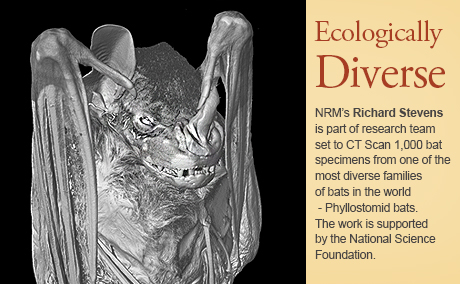 Ecologically
Diverse
NRM's Richard Stevens
is part of research team
set to CT Scan 1,000 bat
specimens from one of the
most diverse families
of bats in the world
- Phyllostomid bats.
The work is supported
by the National Science
Foundation.